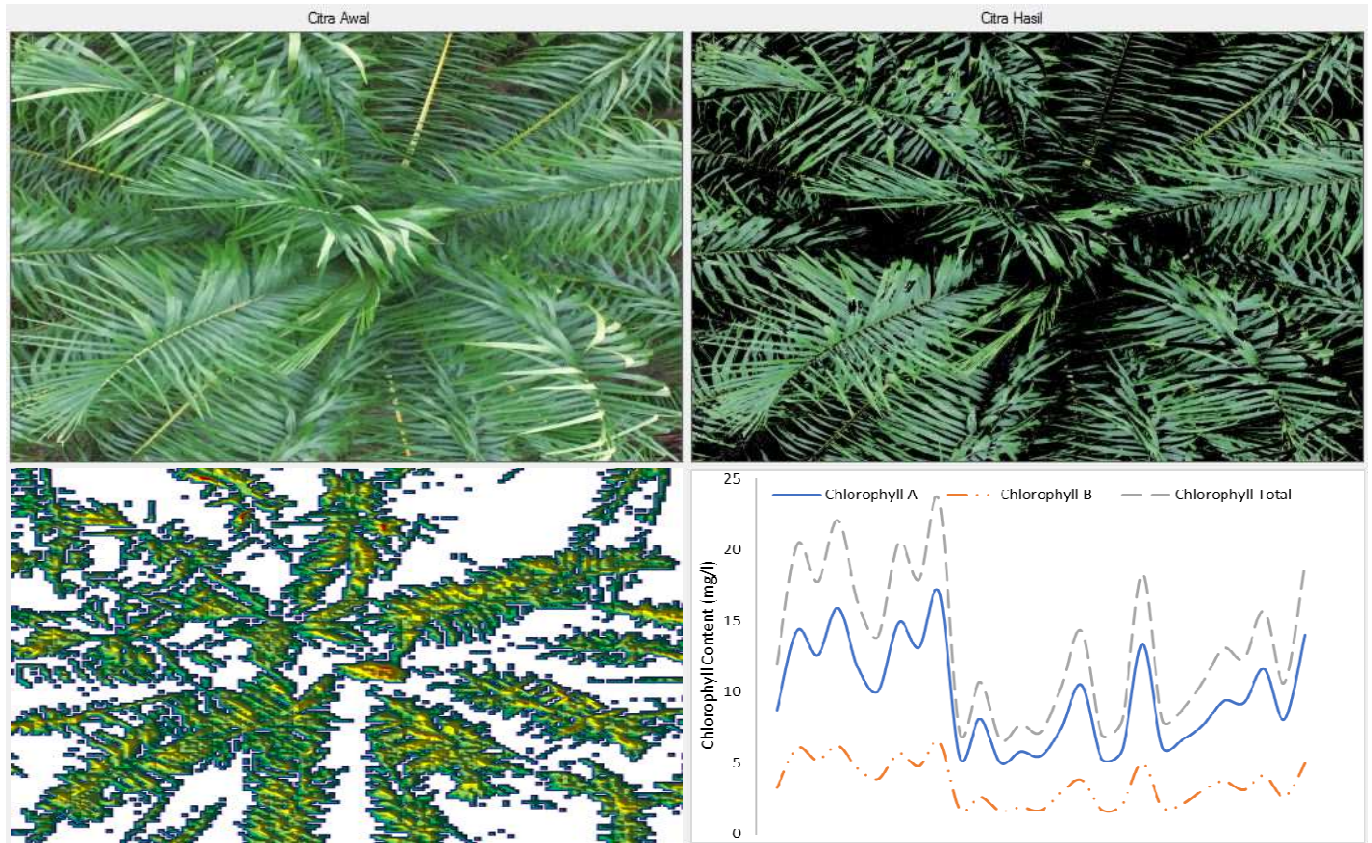 Citra Awal
Citra Hasil
25
20
15
10
5
0
Chlorophyll Content (mg/l)
Chlorophyll A
Chlorophyll B
Chlorophyll Total